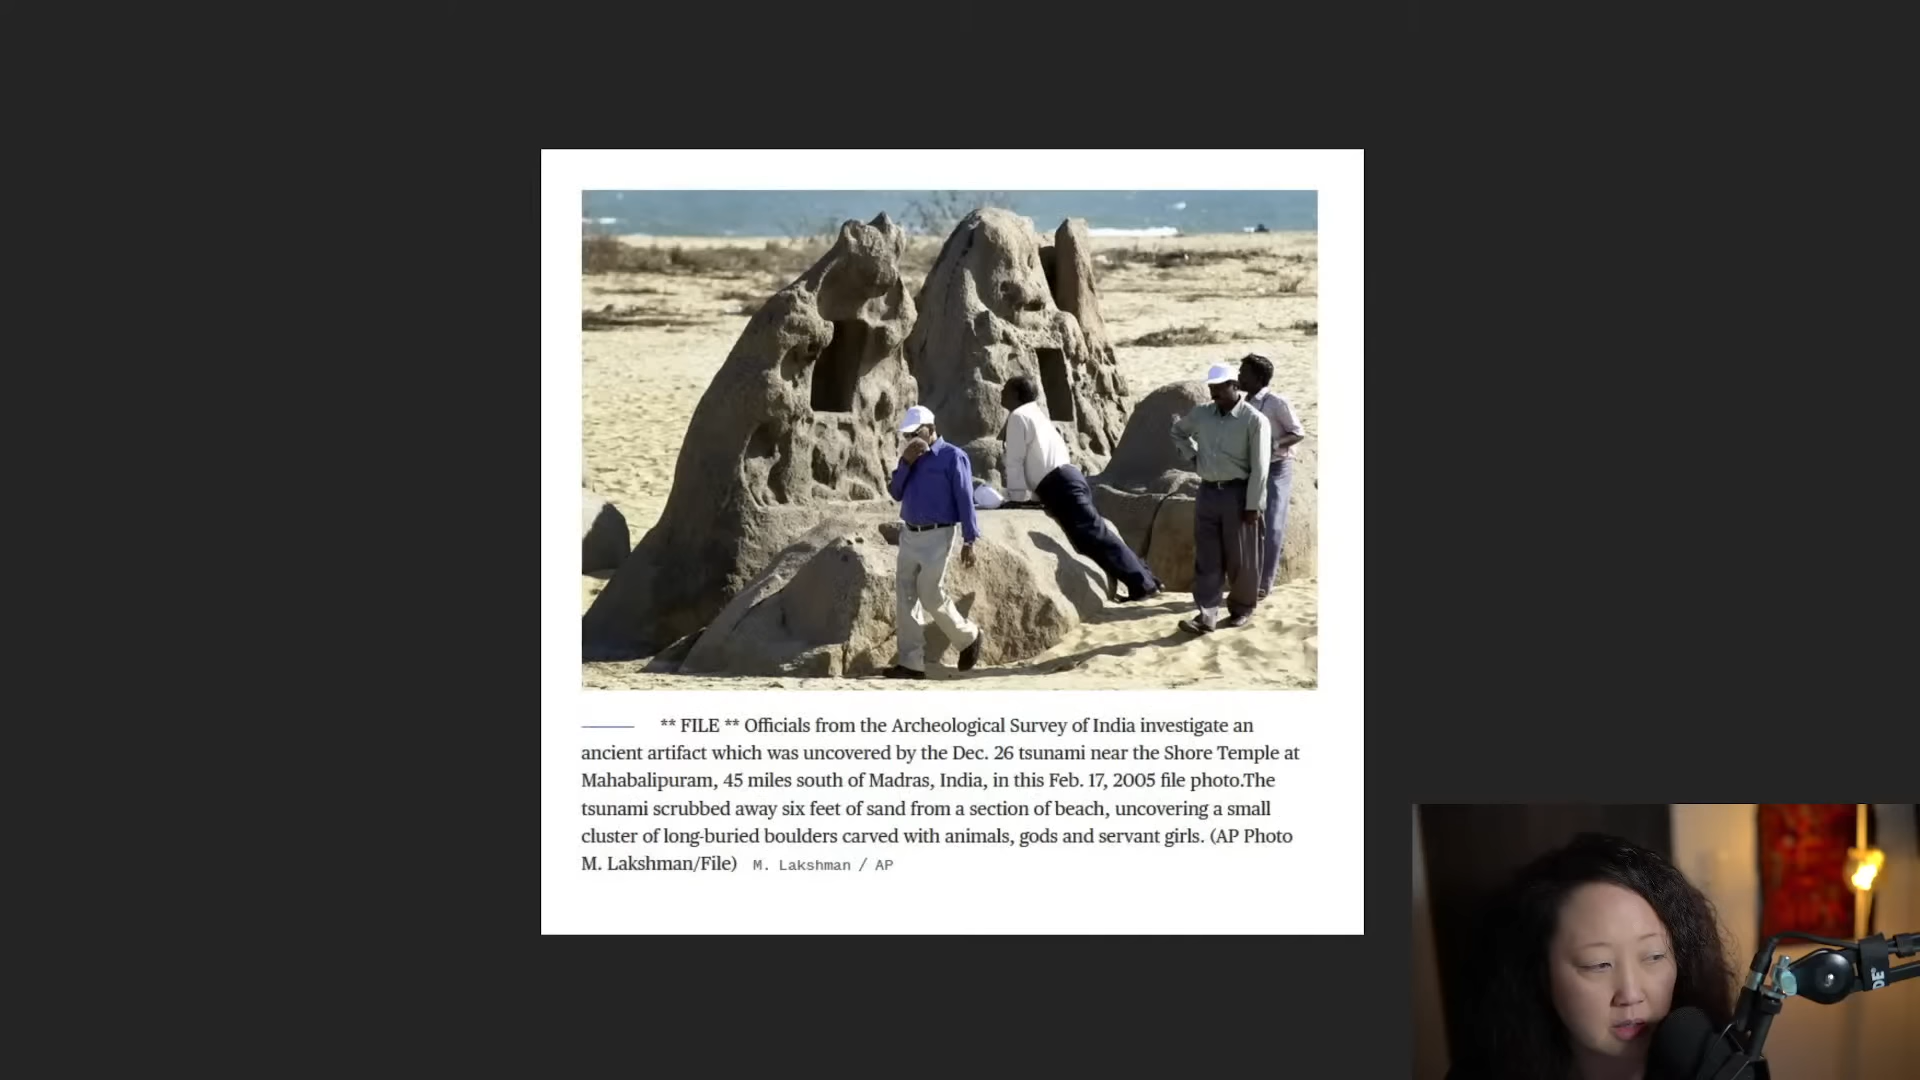 ** FILE ** Officials from the Archeological Survey of India investigate an
ancient artifact which was uncovered by the Dec. 26 tsunami near the Shore Temple at
Mahabalipuram, 45 miles south of Madras, India, in this Feb. 17, 2005 file photo.The
tsunami scrubbed away six feet of sand from a section of beach, uncovering a small
cluster of long-buried boulders carved with animals, gods and servant girls. (AP Photo
M. Lakshman/File) M. Lakshman / AP